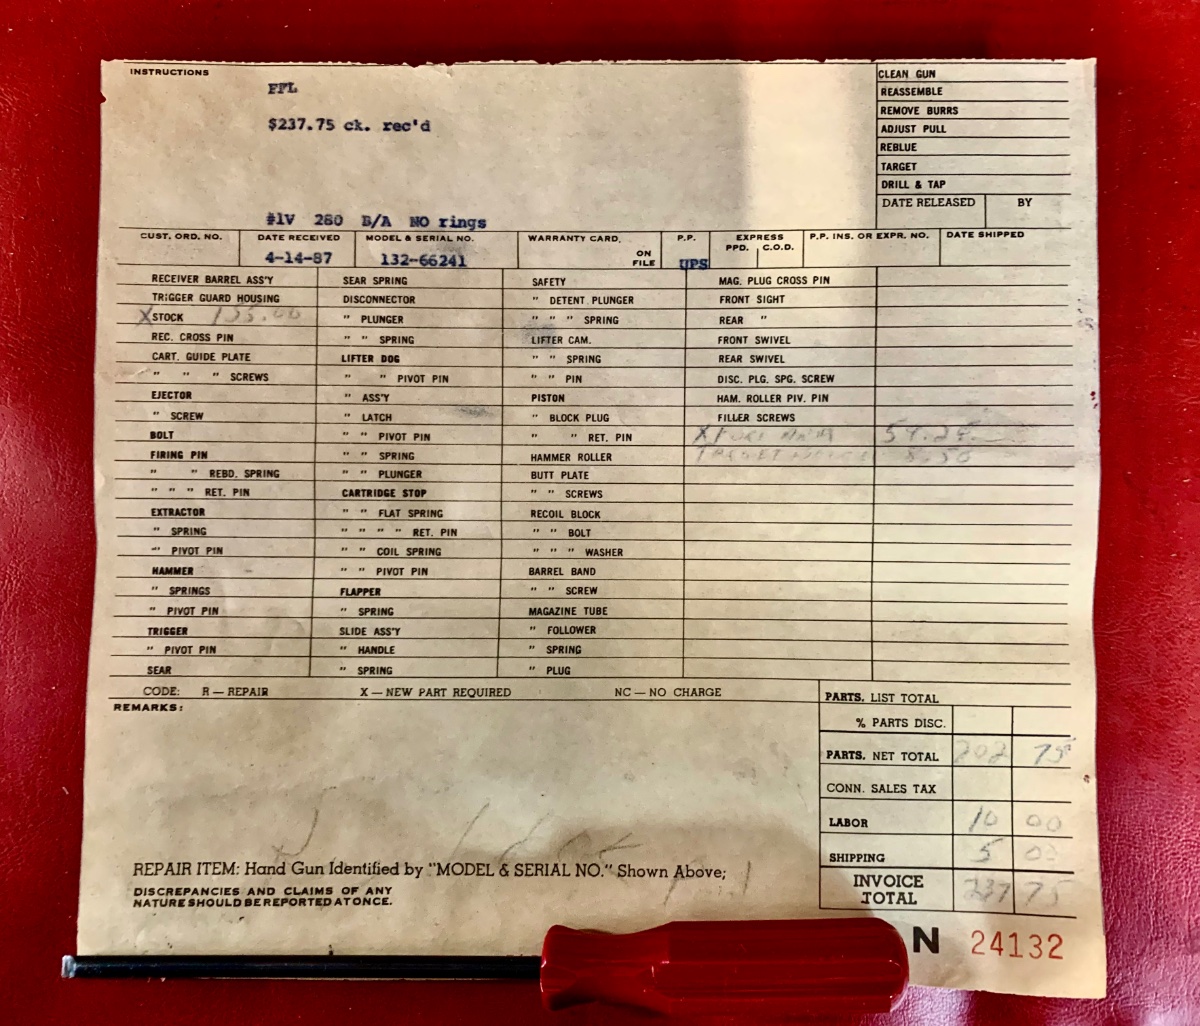 INSTRUCTIONS
FFL
$237.75 ck. rec'd
#1V 280 B/A NO rings
CLEAN GUN
REASSEMBLE
REMOVE BURRS
ADJUST PULL
REBLUE
TARGET
DRILL & TAP
DATE RELEASED BY
CUST. ORD. NO. DATE RECEIVED MODEL & SERIAL NO. WARRANTY CARD. P.P. EXPRESS P.P. INS. OR EXPR. NO. DATE SHIPPED
ON FILE PPD. C.O.D.
4-14-87 132-66241 UPS
RECEIVER BARREL ASS'Y
TRIGGER GUARD HOUSING
X STOCK 135.00
REC. CROSS PIN
CART. GUIDE PLATE
" " " SCREWS
EJECTOR
" SCREW
BOLT
FIRING PIN
" " REBD. SPRING
" " " RET. PIN
EXTRACTOR
" SPRING
" PIVOT PIN
HAMMER
" SPRINGS
" PIVOT PIN
TRIGGER
" PIVOT PIN
SEAR
SEAR SPRING
DISCONNECTOR
" PLUNGER
" " SPRING
LIFTER DOG
" " PIVOT PIN
" ASS'Y
" LATCH
" " PIVOT PIN
" " SPRING
" " PLUNGER
CARTRIDGE STOP
" " FLAT SPRING
" " " " RET. PIN
" " COIL SPRING
" " PIVOT PIN
FLAPPER
" SPRING
SLIDE ASS'Y
" HANDLE
" SPRING
SAFETY
" DETENT PLUNGER
" " " SPRING
LIFTER CAM.
" " SPRING
" " PIN
PISTON
" BLOCK PLUG
" " RET. PIN
HAMMER ROLLER
BUTT PLATE
" " SCREWS
RECOIL BLOCK
" " BOLT
" " " WASHER
BARREL BAND
" " SCREW
MAGAZINE TUBE
" FOLLOWER
" SPRING
" PLUG
MAG. PLUG CROSS PIN
FRONT SIGHT
REAR "
FRONT SWIVEL
REAR SWIVEL
DISC. PLG. SPG. SCREW
HAM. ROLLER PIV. PIN
FILLER SCREWS
X FORE 59.25
TARGET 8.50
CODE: R — REPAIR X — NEW PART REQUIRED NC — NO CHARGE
REMARKS:
PARTS. LIST TOTAL
% PARTS DISC.
PARTS. NET TOTAL 202 75
CONN. SALES TAX
LABOR 10 00
SHIPPING 5 00
INVOICE TOTAL 237 75
REPAIR ITEM: Hand Gun Identified by "MODEL & SERIAL NO." Shown Above;
DISCREPANCIES AND CLAIMS OF ANY
NATURE SHOULD BE REPORTED AT ONCE.
N 24132